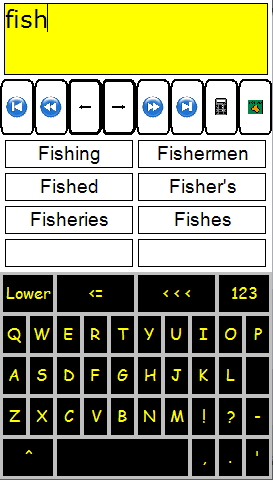 fish
← →
Fishing Fishermen
Fished Fisher's
Fisheries Fishes
Lower <= <<< 123
Q W E R T Y U I O P
A S D F G H J K L
Z X C V B N M ! ? -
^ , . '